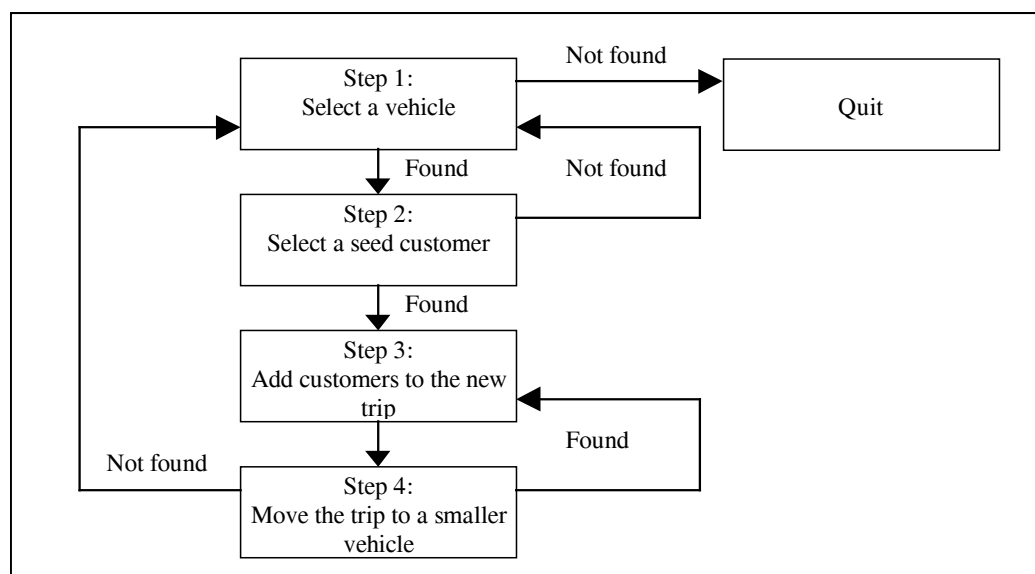 Not found
Step 1:
Select a vehicle
Quit
Found
Not found
Step 2:
Select a seed customer
Found
Step 3:
Add customers to the new
trip
Found
Not found
Step 4:
Move the trip to a smaller
vehicle